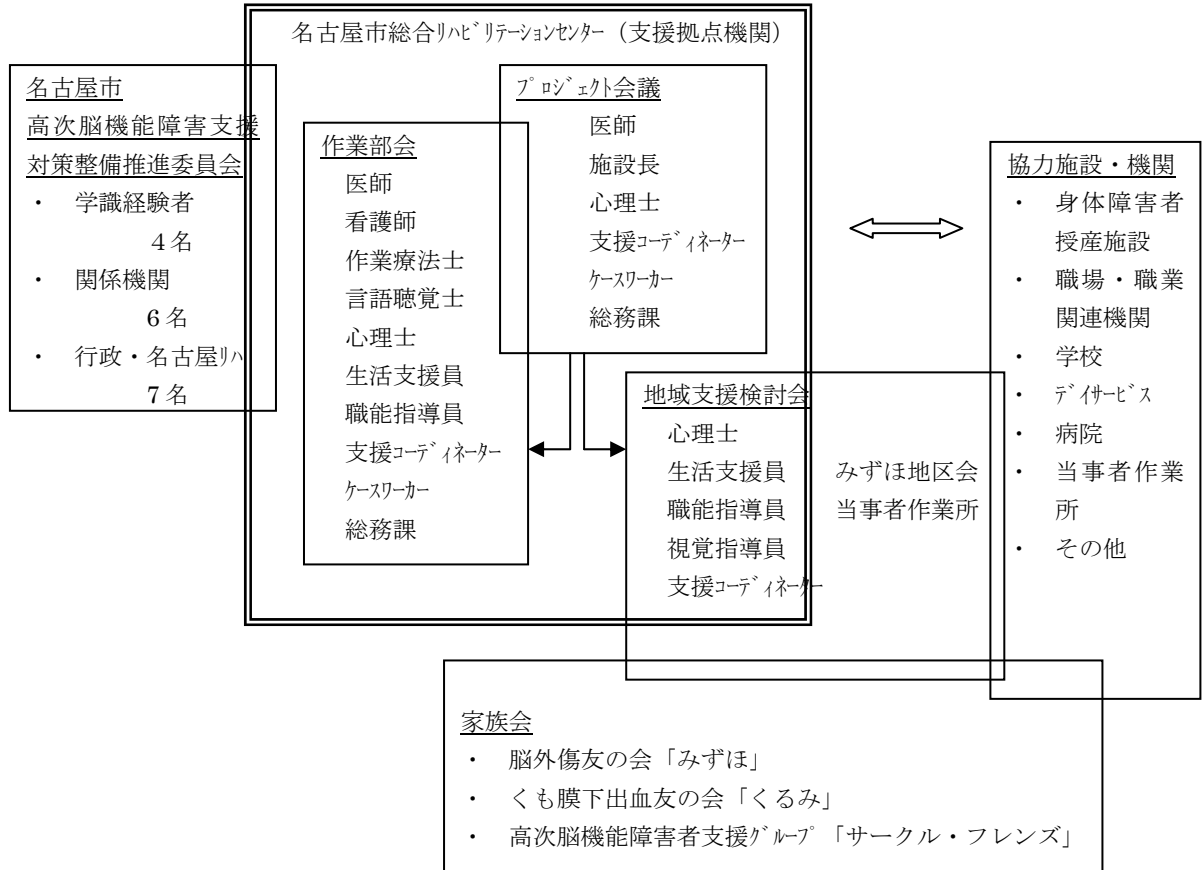 名古屋市総合ﾘﾊﾋﾞﾘﾃｰｼｮﾝｾﾝﾀｰ（支援拠点機関）
名古屋市
高次脳機能障害支援
対策整備推進委員会
・ 学識経験者
４名
・ 関係機関
６名
・ 行政・名古屋ﾘﾊ
７名
作業部会
医師
看護師
作業療法士
言語聴覚士
心理士
生活支援員
職能指導員
支援ｺｰﾃﾞｨﾈｰﾀｰ
ｹｰｽﾜｰｶｰ
総務課
ﾌﾟﾛｼﾞｪｸﾄ会議
医師
施設長
心理士
支援ｺｰﾃﾞｨﾈｰﾀｰ
ｹｰｽﾜｰｶｰ
総務課
地域支援検討会
心理士
生活支援員 みずほ地区会
職能指導員 当事者作業所
視覚指導員
支援ｺｰﾃﾞｨﾈｰﾀｰ
協力施設・機関
・ 身体障害者
授産施設
・ 職場・職業
関連機関
・ 学校
・ ﾃﾞｲｻｰﾋﾞｽ
・ 病院
・ 当事者作業
所
・ その他
家族会
・ 脳外傷友の会「みずほ」
・ くも膜下出血友の会「くるみ」
・ 高次脳機能障害者支援ｸﾞﾙｰﾌﾟ「サークル・フレンズ」